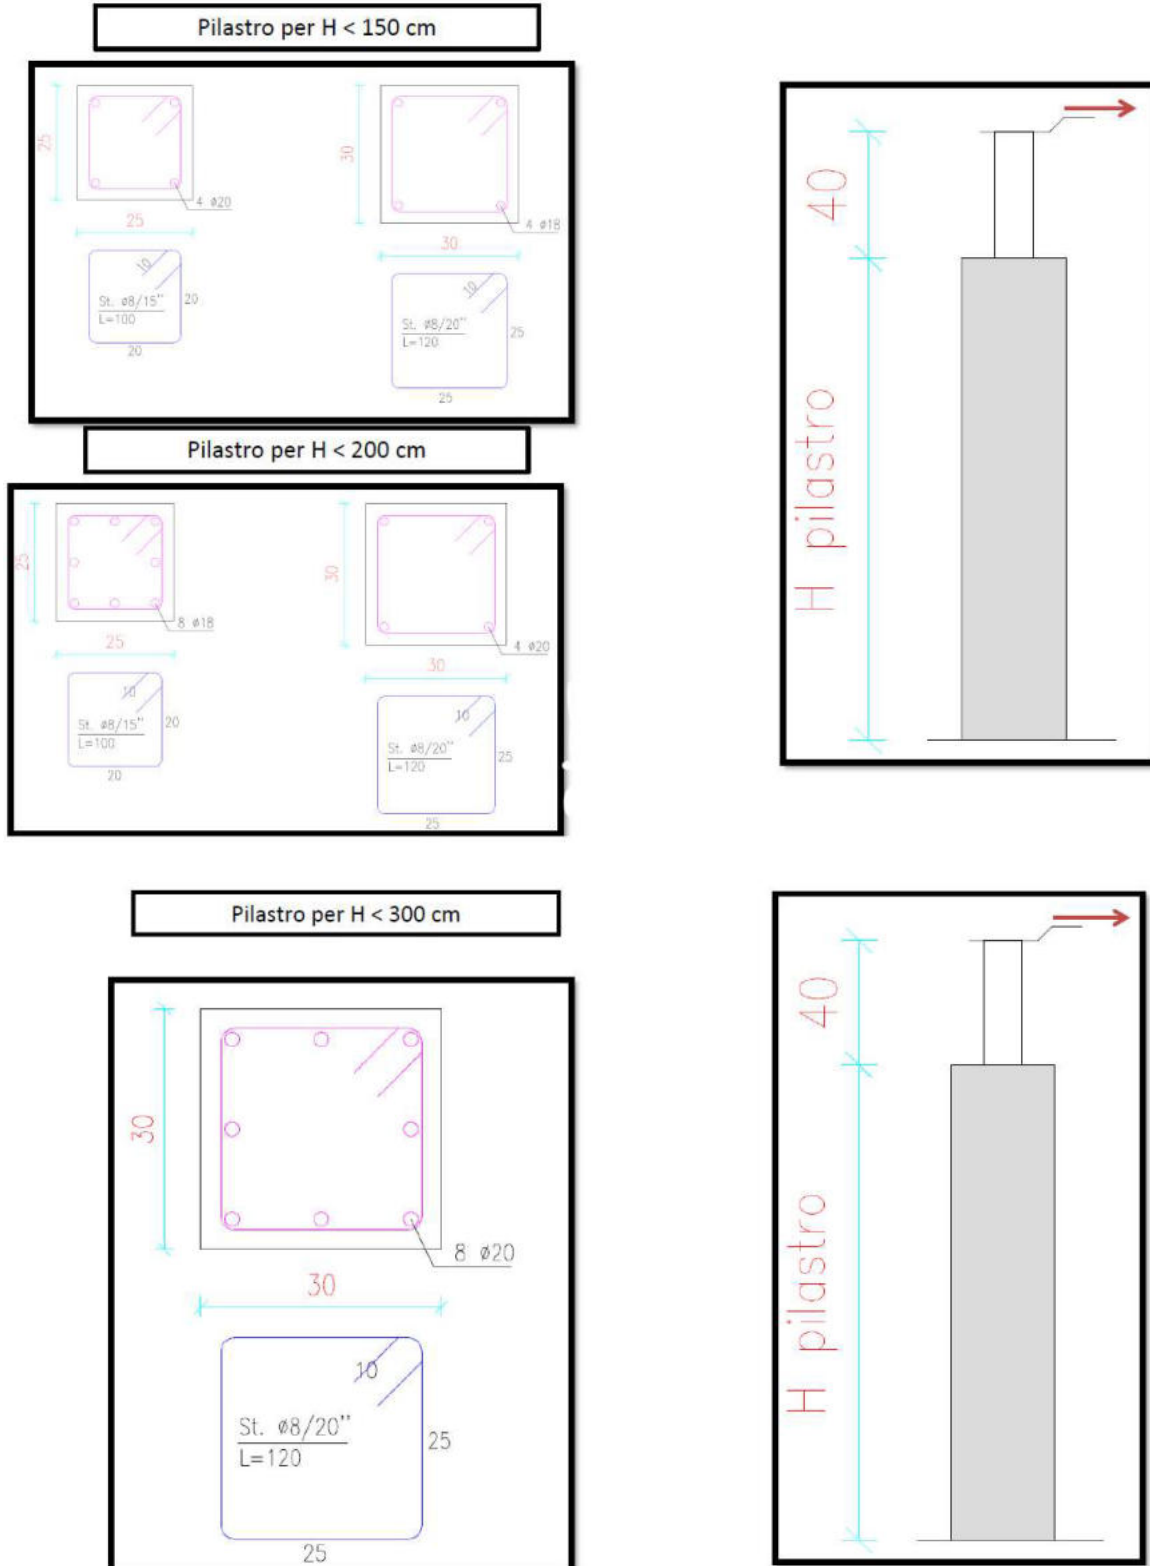 Pilastro per H < 150 cm
25
4 ø20
25
10
St. ø8/15"
L=100
20
20
30
4 ø18
30
10
St. ø8/20"
L=120
25
25
40
H pilastro
Pilastro per H < 200 cm
25
8 ø18
25
10
St. ø8/15"
L=100
20
20
30
4 ø20
30
10
St. ø8/20"
L=120
25
25
Pilastro per H < 300 cm
30
8 ø20
30
10
St. ø8/20"
L=120
25
25
40
H pilastro